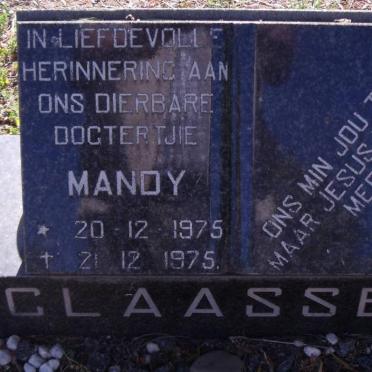 IN LIEFDEVOLLE
HERINNERING AAN
ONS DIERBARE
DOGTERTJIE
MANDY
* 20-12-1975
† 21 12 1975.
ONS MIN JOU
MAAR JESUS
CLAASSE